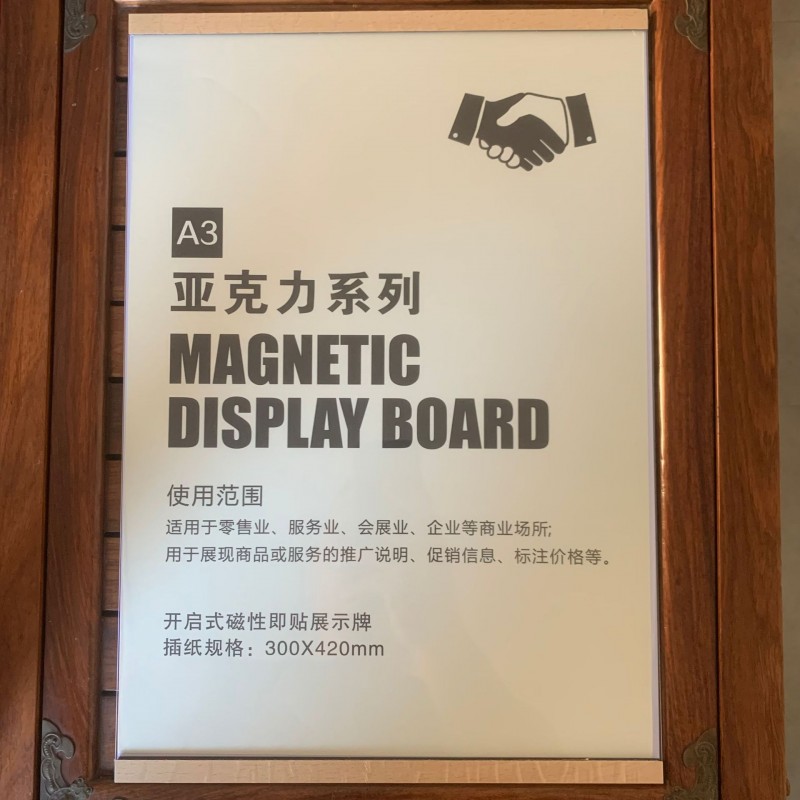 A3
亚克力系列
MAGNETIC
DISPLAY BOARD
使用范围
适用于零售业、服务业、会展业、企业等商业场所;
用于展现商品或服务的推广说明、促销信息、标注价格等。
开启式磁性即贴展示牌
插纸规格：300X420mm